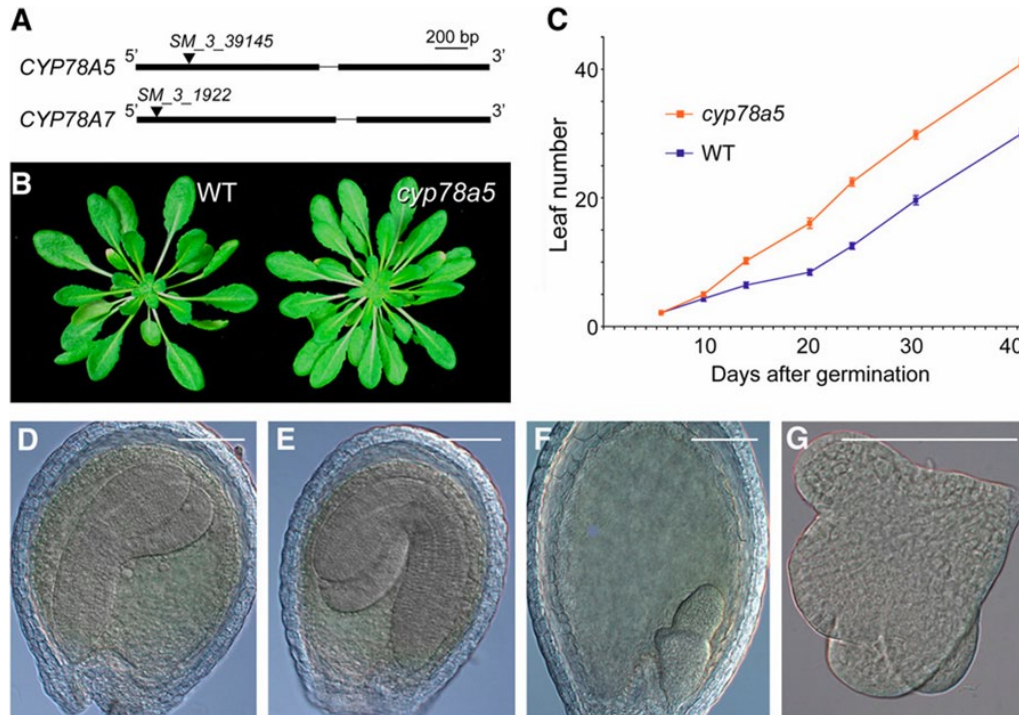 A
SM_3_39145
200 bp
5’
3’
CYP78A5
SM_3_1922
5’
3’
CYP78A7
B
WT
cyp78a5
C
Leaf number
40
20
0
cyp78a5
WT
10
20
30
40
Days after germination
D
E
F
G